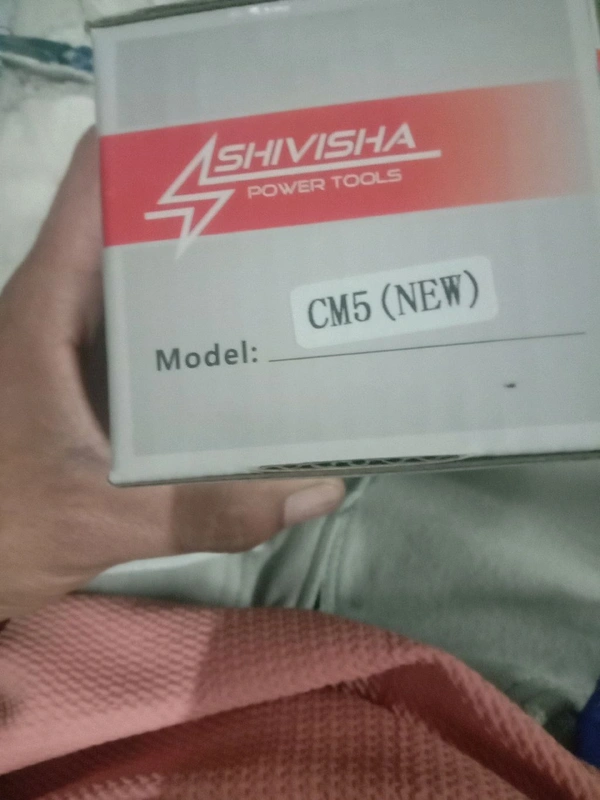 SHIVISHA
POWER TOOLS
CM5 (NEW)
Model: